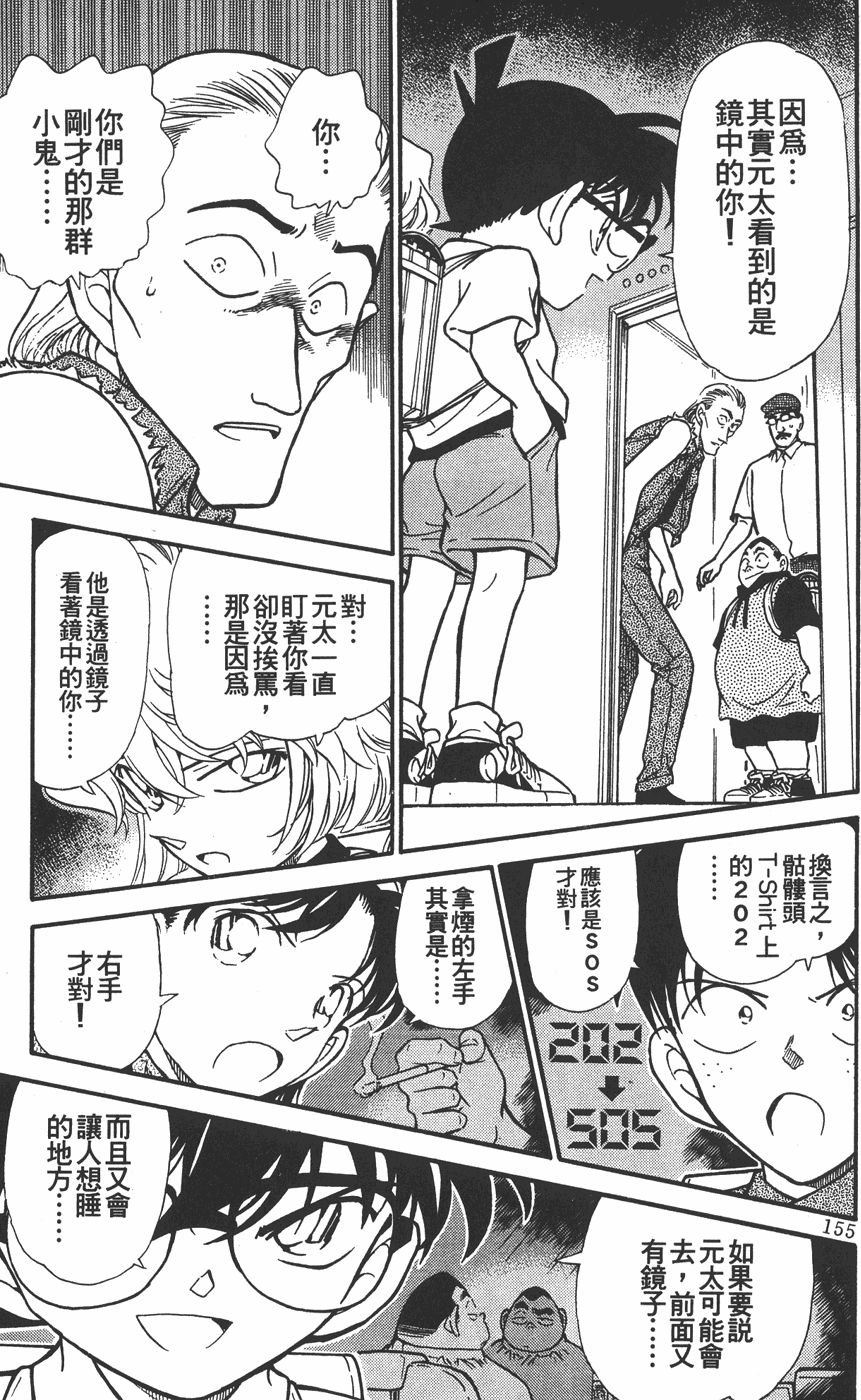 因爲…
其實元太看到的是
鏡中的你！
你…
你們是
剛才的那群
小鬼……
對…
元太一直
盯著你看
卻沒挨罵，
那是因爲
……
他是透過鏡子
看著鏡中的你……
換言之，
骷髏頭
T-Shirt上
的202
……
應該是SOS
才對！
202
SOS
拿煙的左手
其實是……
右手
才對！
如果要說
元太可能會
去，前面又
有鏡子……
而且又會
讓人想睡
的地方……
155